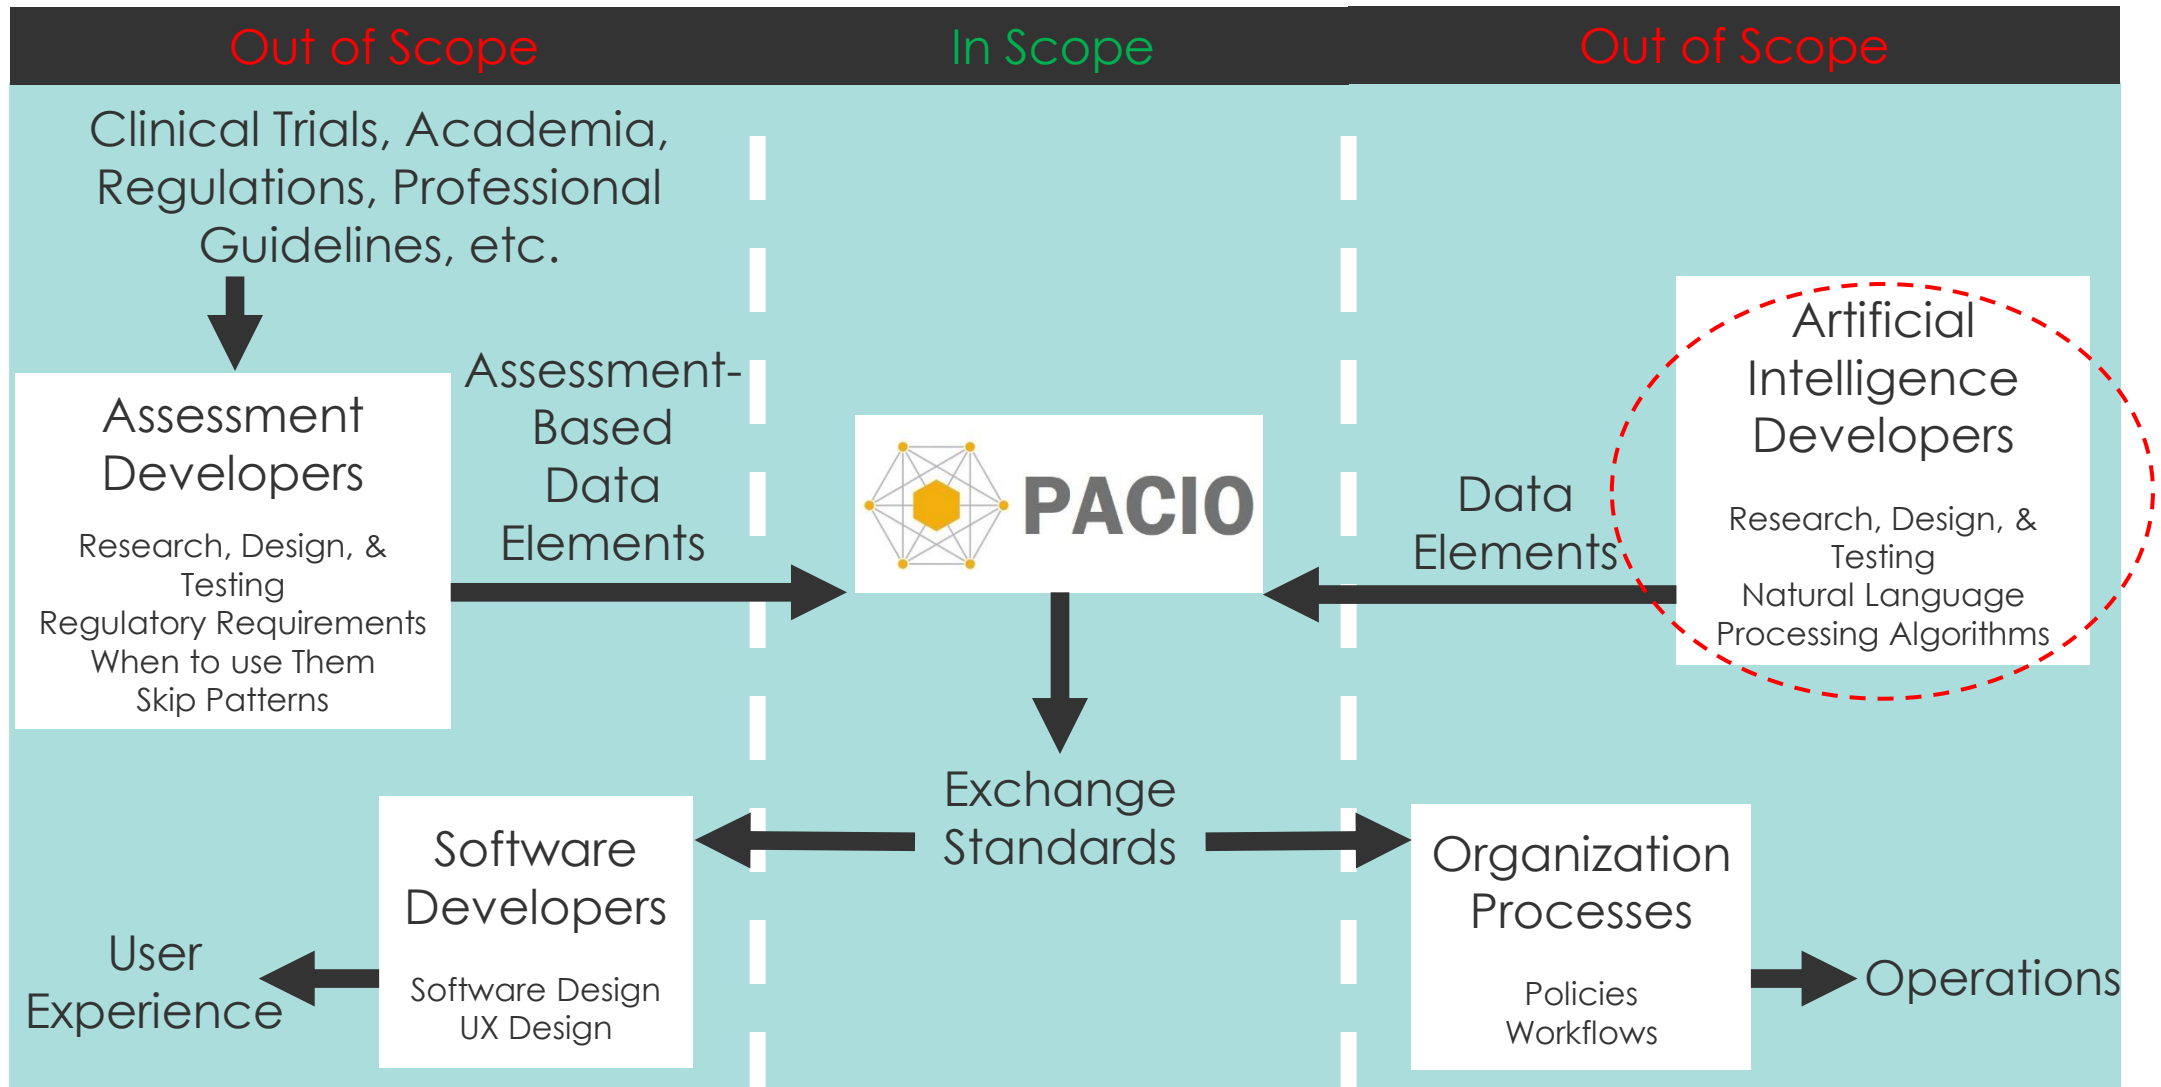 Out of Scope
In Scope
Out of Scope
Clinical Trials, Academia,
Regulations, Professional
Guidelines, etc.
Assessment
Developers
Research, Design, &
Testing
Regulatory Requirements
When to use Them
Skip Patterns
Assessment-
Based
Data
Elements
PACIO
Data
Elements
Artificial
Intelligence
Developers
Research, Design, &
Testing
Natural Language
Processing Algorithms
Exchange
Standards
Software
Developers
Software Design
UX Design
User
Experience
Organization
Processes
Policies
Workflows
Operations